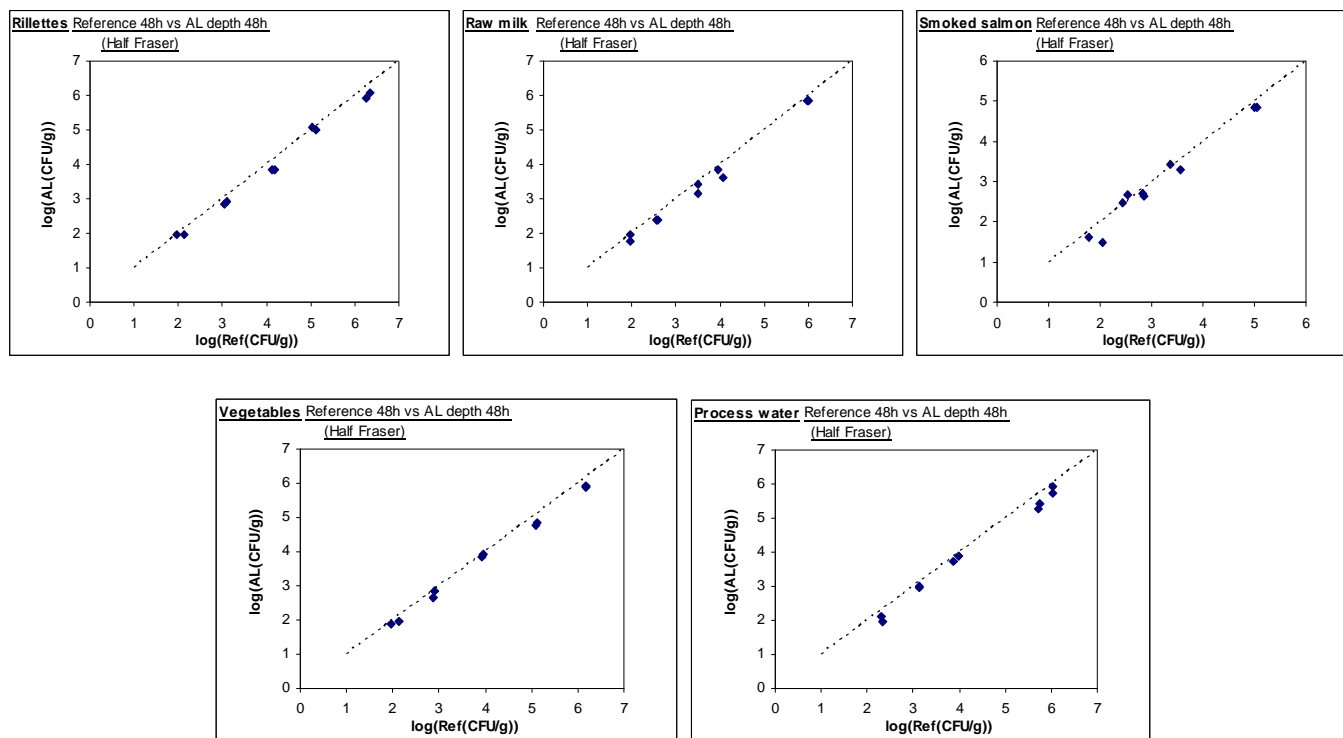 Rillettes Reference 48h vs AL depth 48h
(Half Fraser)
log(AL(CFU/g))
7
6
5
4
3
2
1
0
0 1 2 3 4 5 6 7
log(Ref(CFU/g))
Raw milk Reference 48h vs AL depth 48h
(Half Fraser)
log(AL(CFU/g))
7
6
5
4
3
2
1
0
0 1 2 3 4 5 6 7
log(Ref(CFU/g))
Smoked salmon Reference 48h vs AL depth 48h
(Half Fraser)
log(AL(CFU/g))
6
5
4
3
2
1
0
0 1 2 3 4 5 6
log(Ref(CFU/g))
Vegetables Reference 48h vs AL depth 48h
(Half Fraser)
log(AL(CFU/g))
7
6
5
4
3
2
1
0
0 1 2 3 4 5 6 7
log(Ref(CFU/g))
Process water Reference 48h vs AL depth 48h
(Half Fraser)
log(AL(CFU/g))
7
6
5
4
3
2
1
0
0 1 2 3 4 5 6 7
log(Ref(CFU/g))